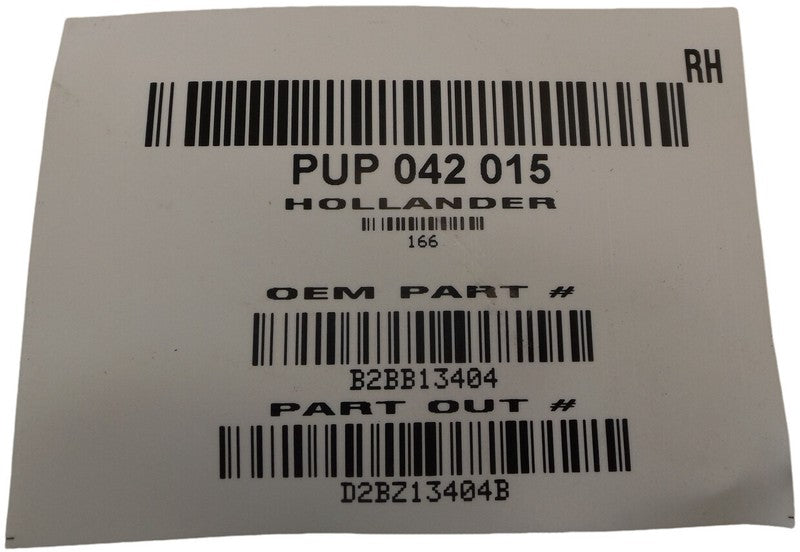 RH
PUP 042 015
HOLLANDER
166
OEM PART #
B2BB13404
PART OUT #
D2BZ13404B